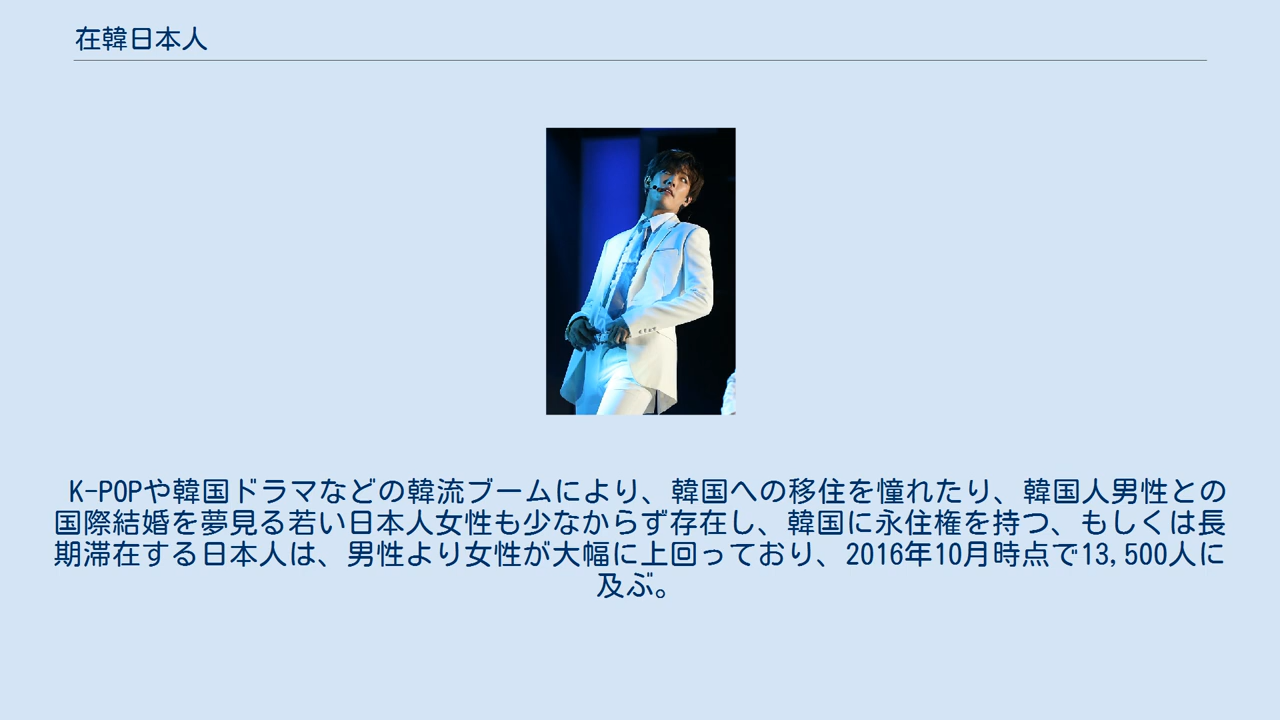 在韓日本人
K-POPや韓国ドラマなどの韓流ブームにより、韓国への移住を憧れたり、韓国人男性との
国際結婚を夢見る若い日本人女性も少なからず存在し、韓国に永住権を持つ、もしくは長
期滞在する日本人は、男性より女性が大幅に上回っており、2016年10月時点で13,500人に
及ぶ。